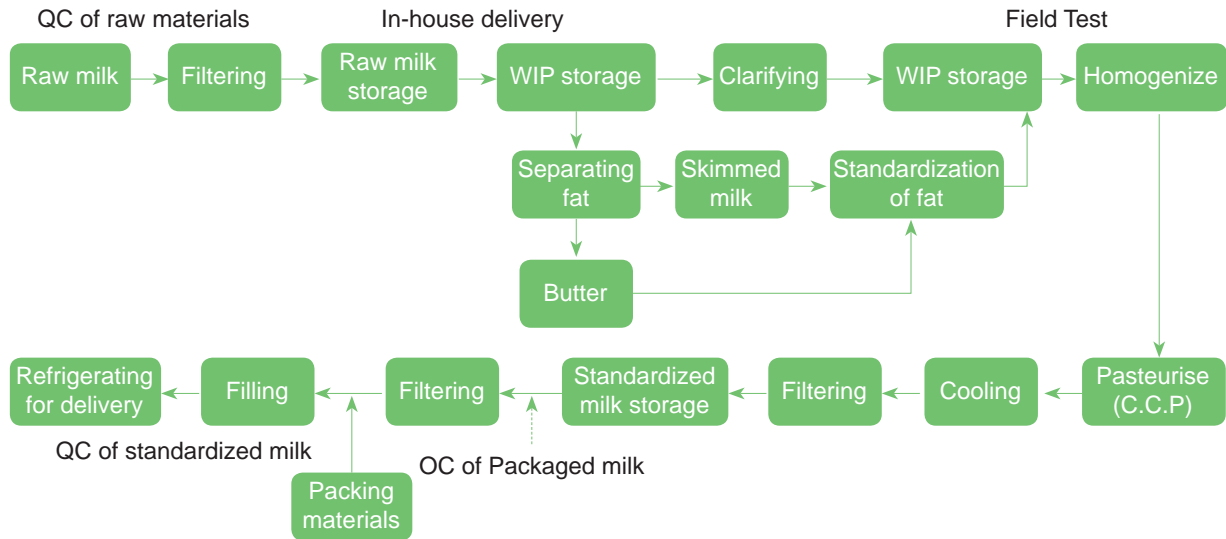 QC of raw materials
In-house delivery
Field Test
Raw milk
Filtering
Raw milk
storage
WIP storage
Clarifying
WIP storage
Homogenize
Separating
fat
Skimmed
milk
Standardization
of fat
Butter
Refrigerating
for delivery
Filling
Filtering
Standardized
milk storage
Filtering
Cooling
Pasteurise
(C.C.P)
QC of standardized milk
OC of Packaged milk
Packing
materials